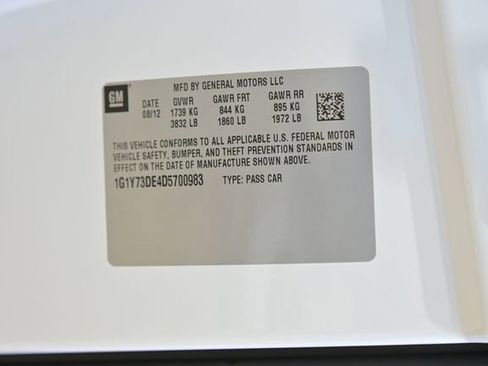 GM
MFD BY GENERAL MOTORS LLC
DATE GVWR GAWR FRT GAWR RR
08/12 1739 KG 844 KG 895 KG
3832 LB 1860 LB 1972 LB
THIS VEHICLE CONFORMS TO ALL APPLICABLE U.S. FEDERAL MOTOR
VEHICLE SAFETY, BUMPER, AND THEFT PREVENTION STANDARDS IN
EFFECT ON THE DATE OF MANUFACTURE SHOWN ABOVE.
1G1Y73DE4D5700983 TYPE: PASS CAR